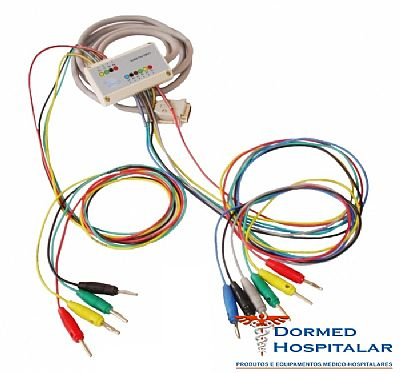 DORMED
HOSPITALAR
PRODUTOS E EQUIPAMENTOS MÉDICO-HOSPITALARES